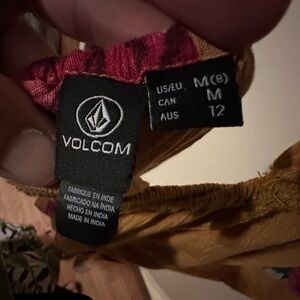 VOLCOM
US/EU. M(8)
CAN M
AUS 12
FABRIQUE EN INDE
FABRICADO NA ÍNDIA
HECHO EN INDIA
MADE IN INDIA